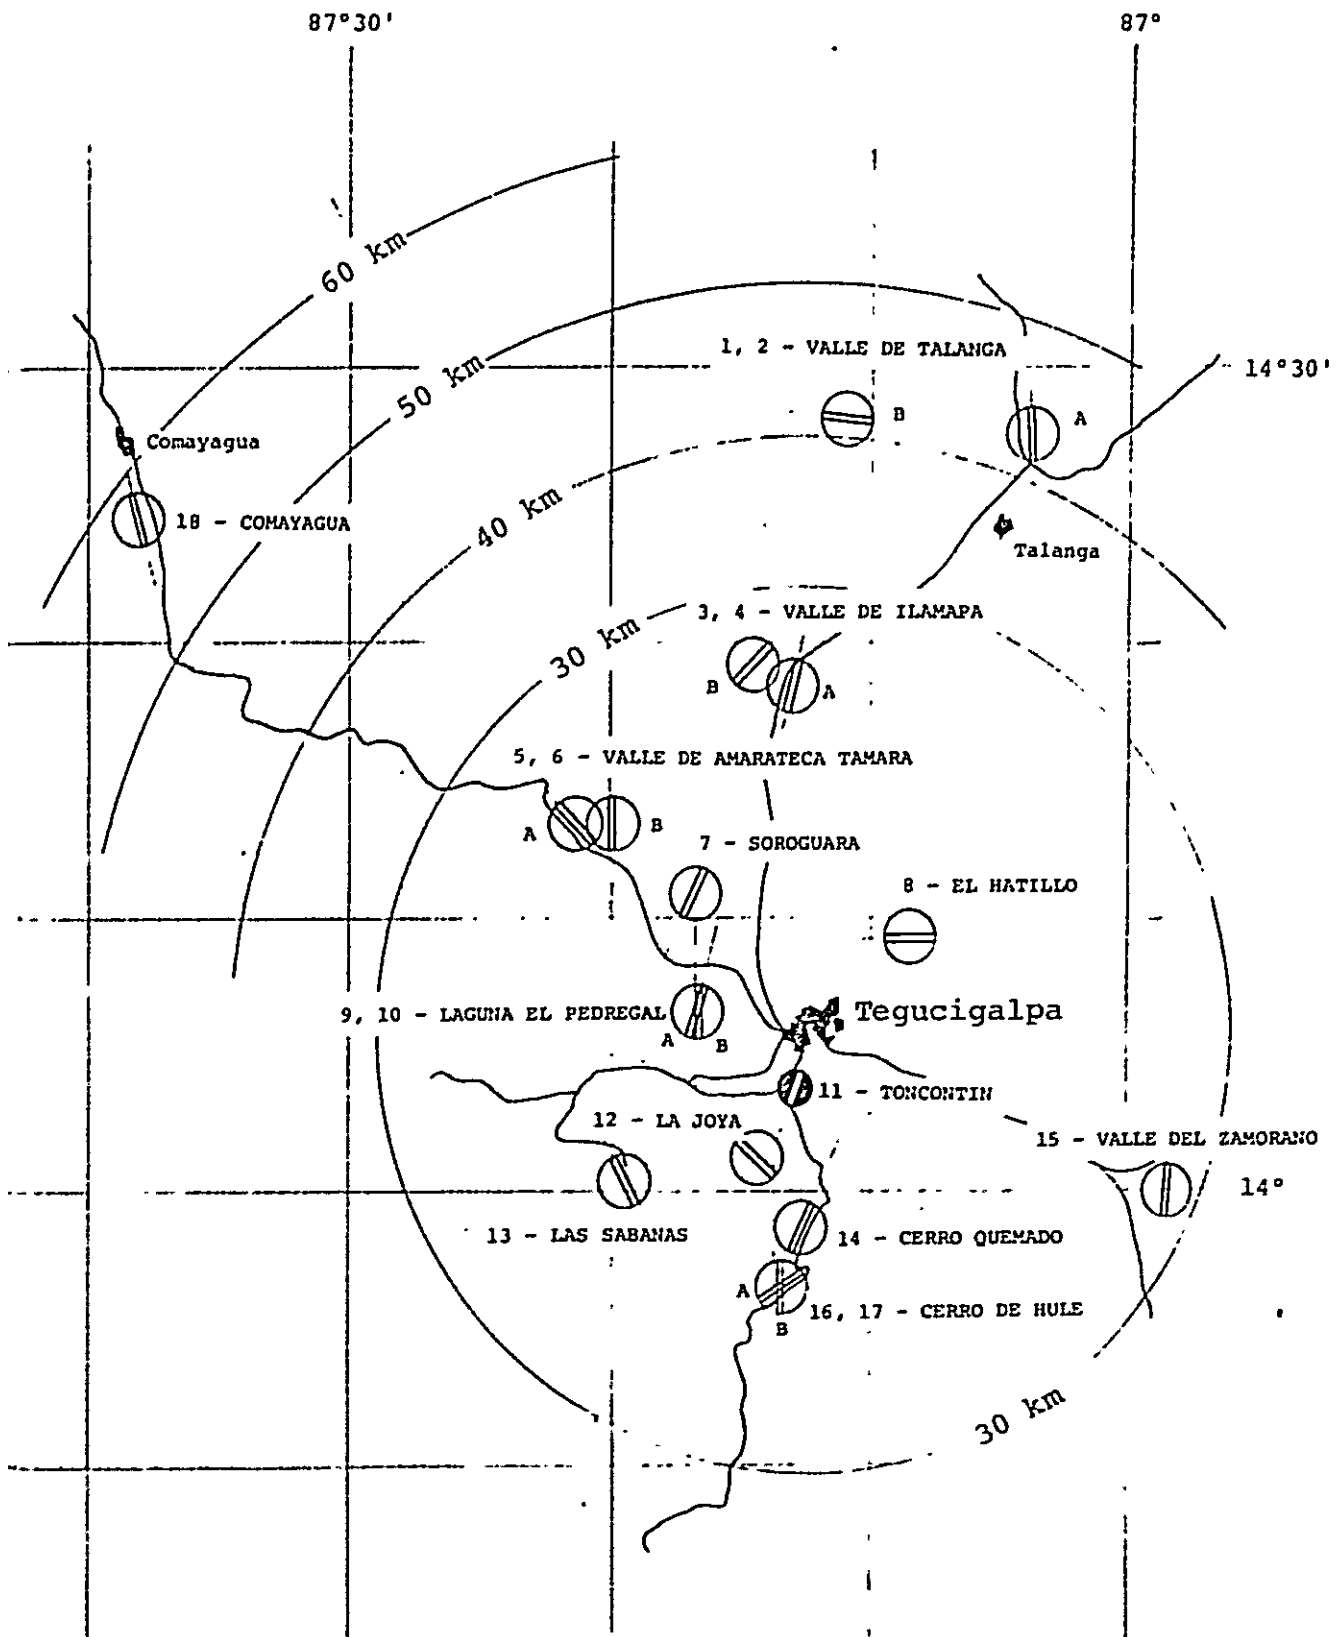 87°30'
87°
60 km
1, 2 - VALLE DE TALANGA
14°30'
50 km
B
A
Comayagua
40 km
18 - COMAYAGUA
Talanga
3, 4 - VALLE DE ILAMAPA
30 km
B
A
5, 6 - VALLE DE AMARATECA TAMARA
A
B
7 - SOROGUARA
8 - EL HATILLO
9, 10 - LAGUNA EL PEDREGAL
A
B
Tegucigalpa
11 - TONCONTIN
12 - LA JOYA
15 - VALLE DEL ZAMORANO
14°
13 - LAS SABANAS
14 - CERRO QUEMADO
A
16, 17 - CERRO DE HULE
B
30 km